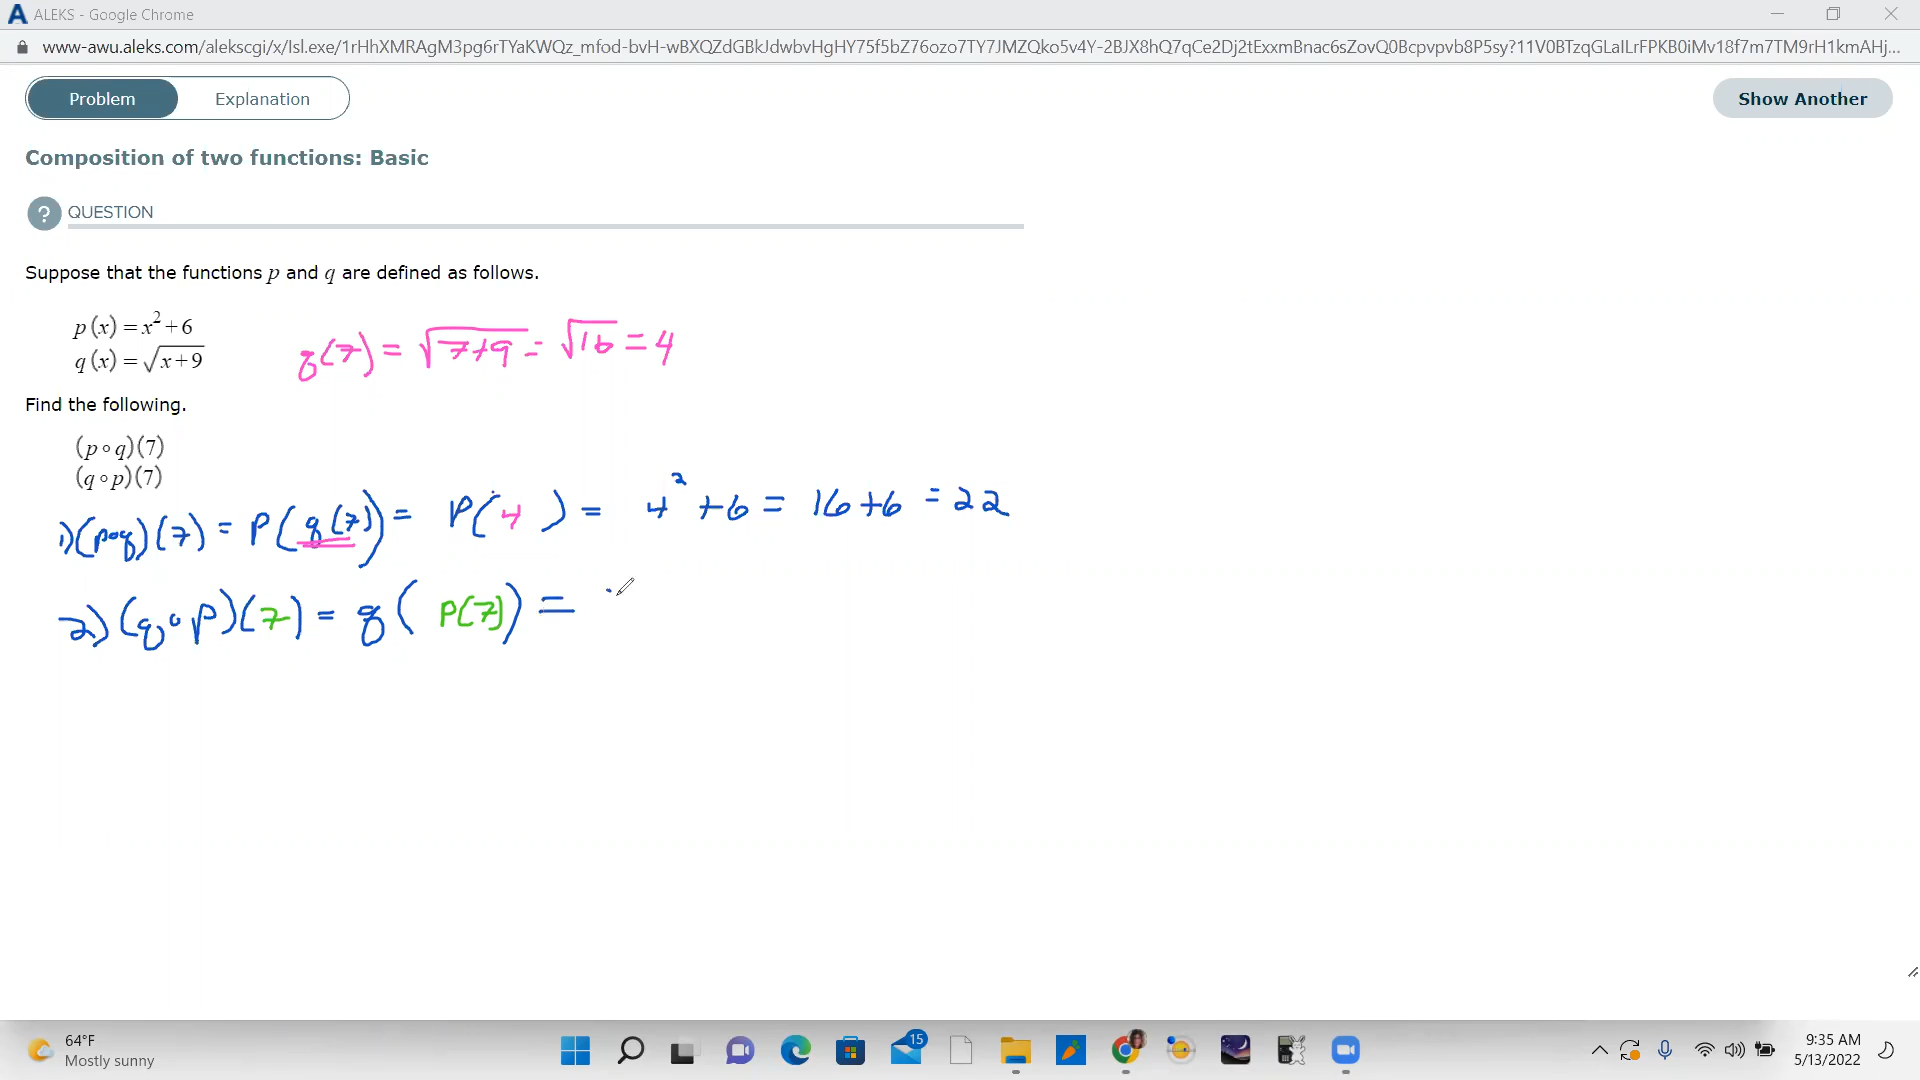 ALEKS - Google Chrome
www-awu.aleks.com/alekscgi/x/Isl.exe/1rHhXMRAgM3pg6rTYaKWQz_mfod-bvH-wBXQZdGBkJdwbvHgHY75f5bZ76ozo7TY7JMZQko5v4Y-2BJX8hQ7qCe2Dj2tExxmBnac6sZovQ0Bcpvpvb8P5sy?11V0BTzqGLaILrFPKB0iMv18f7m7TM9rH1kmAHj...
Problem Explanation Show Another
Composition of two functions: Basic
? QUESTION
Suppose that the functions p and q are defined as follows.
p(x)=x²+6
q(x)=√(x+9)
q(7) = √(7+9) = √16 = 4
Find the following.
(p∘q)(7)
(q∘p)(7)
1)(p∘q)(7) = P(q(7)) = P(4) = 4²+6 = 16+6 = 22
2)(q∘p)(7) = q(P(7)) =
64°F
Mostly sunny
15
9:35 AM
5/13/2022